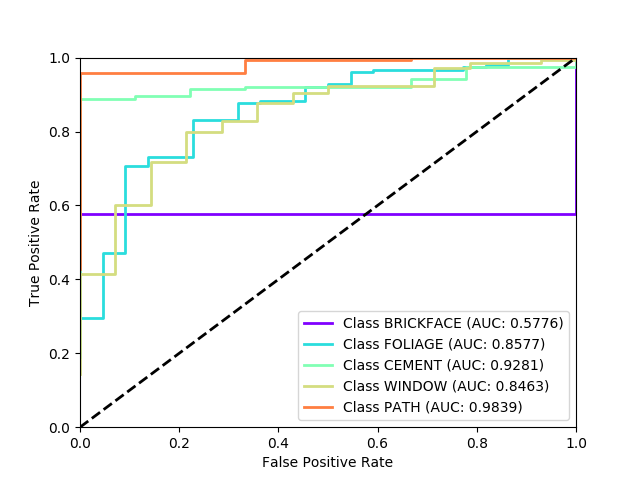 1.0
0.8
0.6
0.4
0.2
0.0
True Positive Rate
Class BRICKFACE (AUC: 0.5776)
Class FOLIAGE (AUC: 0.8577)
Class CEMENT (AUC: 0.9281)
Class WINDOW (AUC: 0.8463)
Class PATH (AUC: 0.9839)
0.0 0.2 0.4 0.6 0.8 1.0
False Positive Rate